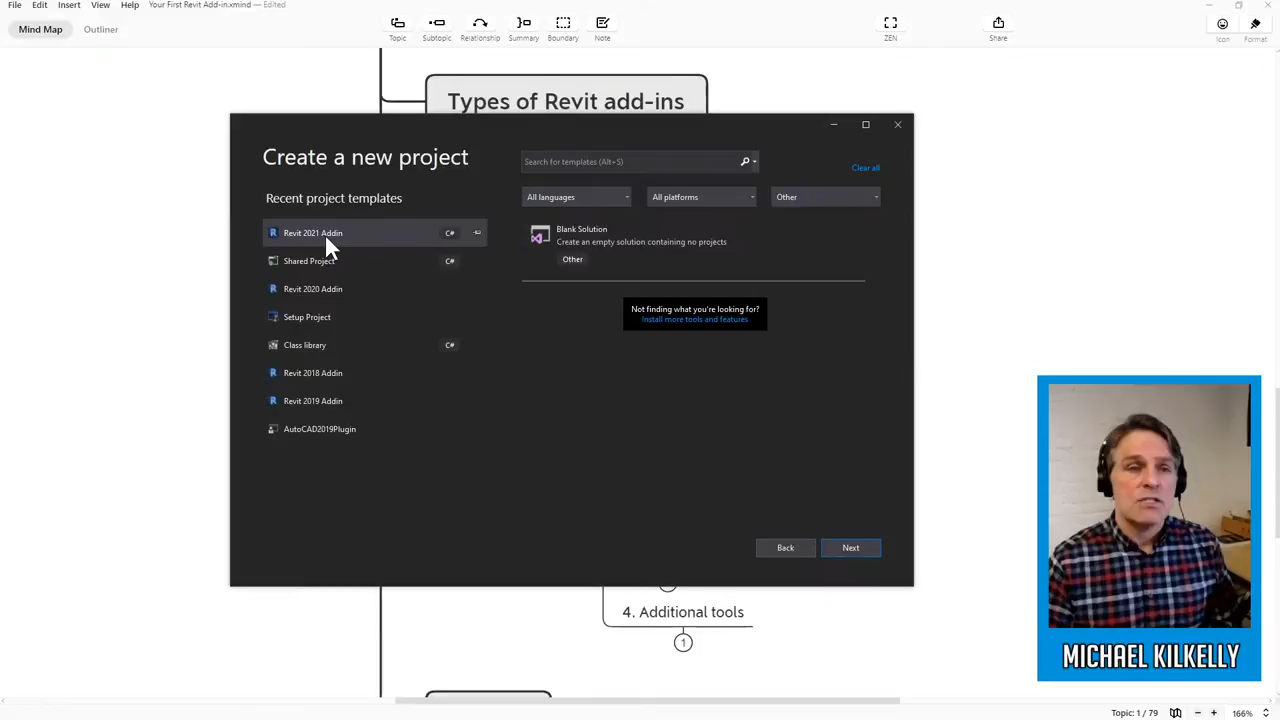 File Edit Insert View Help Your First Revit Add-in.xmind — Edited
Mind Map Outliner
Topic Subtopic Relationship Summary Boundary Note ZEN Share Icon Format
Types of Revit add-ins
Create a new project
Recent project templates
Revit 2021 Addin C#
Shared Project C#
Revit 2020 Addin
Setup Project
Class library C#
Revit 2018 Addin
Revit 2019 Addin
AutoCAD2019Plugin
Search for templates (Alt+S)
Clear all
All languages All platforms Other
Blank Solution
Create an empty solution containing no projects
Other
Not finding what you're looking for?
Install more tools and features
Back Next
4. Additional tools
1
MICHAEL KILKELLY
Topic: 1 / 79 166%